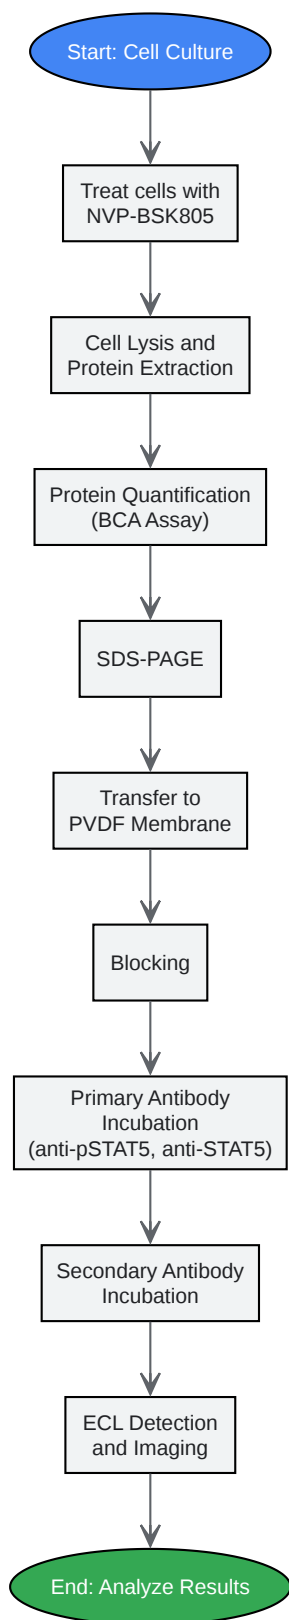 Start: Cell Culture
Treat cells with
NVP-BSK805
Cell Lysis and
Protein Extraction
Protein Quantification
(BCA Assay)
SDS-PAGE
Transfer to
PVDF Membrane
Blocking
Primary Antibody
Incubation
(anti-pSTAT5, anti-STAT5)
Secondary Antibody
Incubation
ECL Detection
and Imaging
End: Analyze Results